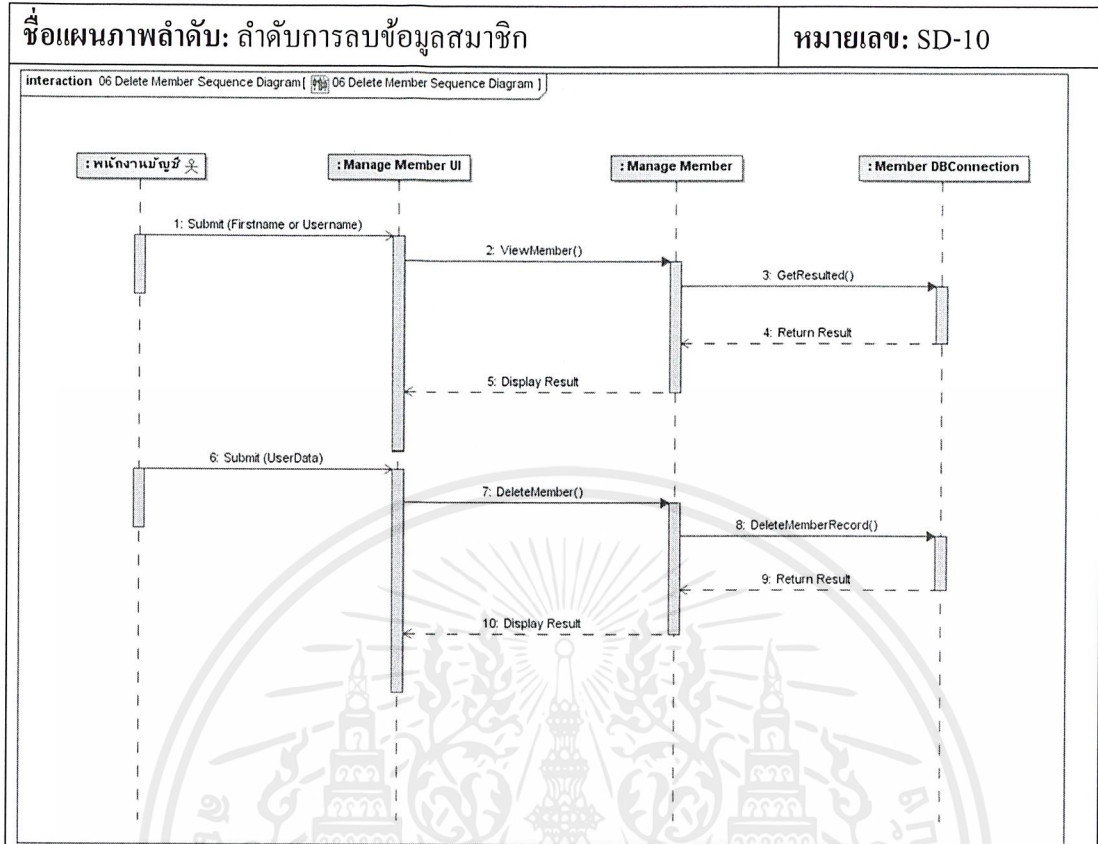 ชื่อแผนภาพลำดับ: ลำดับการลบข้อมูลสมาชิก
หมายเลข: SD-10
interaction 06 Delete Member Sequence Diagram[ 06 Delete Member Sequence Diagram ]
: พนักงานบัญชี
: Manage Member UI
: Manage Member
: Member DBConnection
1: Submit (Firstname or Username)
2: ViewMember()
3: GetResulted()
4: Return Result
5: Display Result
6: Submit (UserData)
7: DeleteMember()
8: DeleteMemberRecord()
9: Return Result
10: Display Result